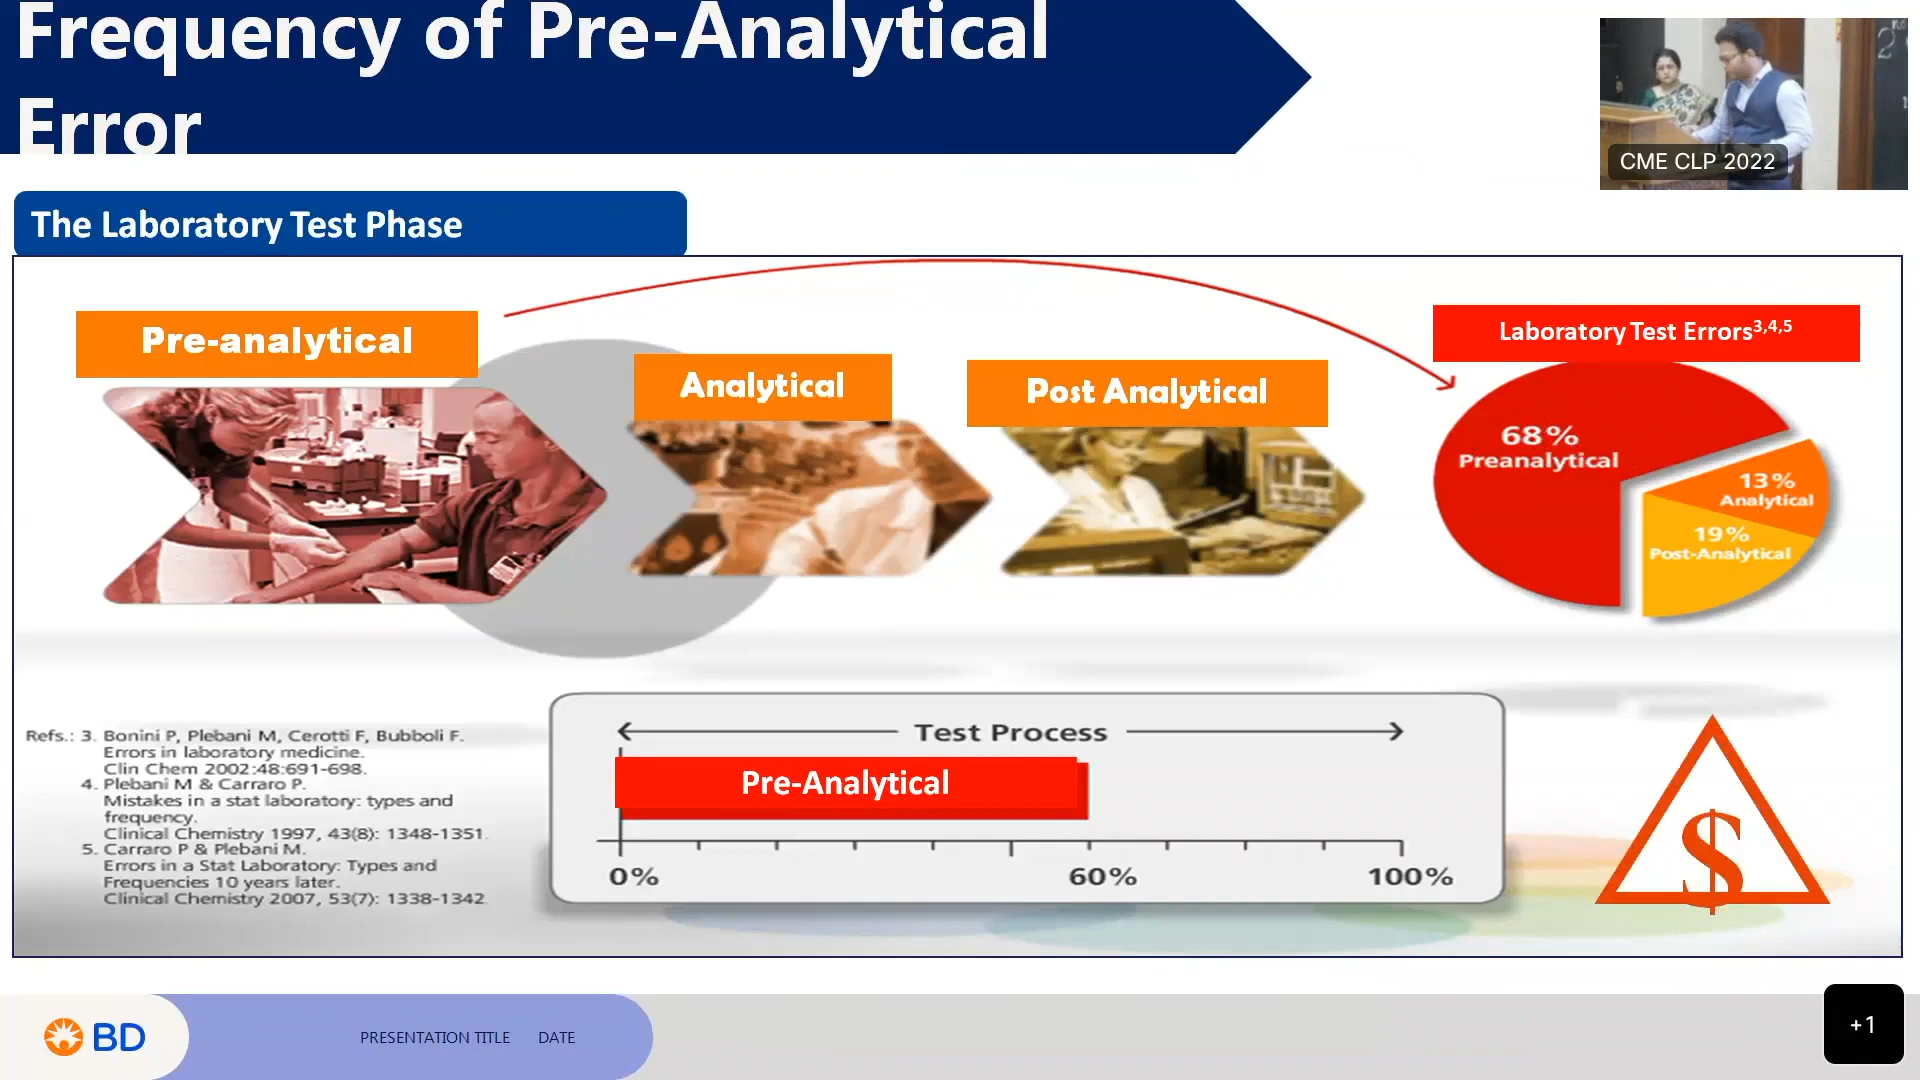 Frequency of Pre-Analytical
Error
CME CLP 2022
The Laboratory Test Phase
Pre-analytical
Analytical
Post Analytical
Laboratory Test Errors3,4,5
68%
Preanalytical
13%
Analytical
19%
Post-Analytical
Refs.: 3. Bonini P, Plebani M, Cerotti F, Bubboli F.
Errors in laboratory medicine.
Clin Chem 2002:48:691-698.
4. Plebani M & Carraro P.
Mistakes in a stat laboratory: types and
frequency.
Clinical Chemistry 1997, 43(8): 1348-1351.
5. Carraro P & Plebani M.
Errors in a Stat Laboratory: Types and
Frequencies 10 years later.
Clinical Chemistry 2007, 53(7): 1338-1342.
Test Process
Pre-Analytical
0% 60% 100%
$
BD
PRESENTATION TITLE DATE
+1